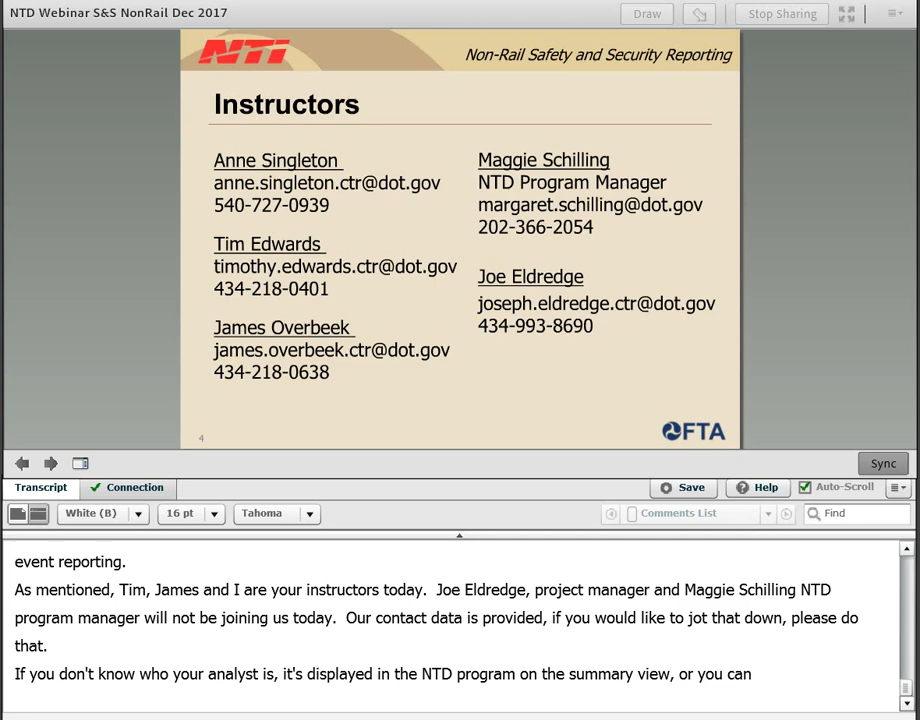 NTD Webinar S&S NonRail Dec 2017
Draw
Stop Sharing
NTI
Non-Rail Safety and Security Reporting
Instructors
Anne Singleton
anne.singleton.ctr@dot.gov
540-727-0939
Tim Edwards
timothy.edwards.ctr@dot.gov
434-218-0401
James Overbeek
james.overbeek.ctr@dot.gov
434-218-0638
Maggie Schilling
NTD Program Manager
margaret.schilling@dot.gov
202-366-2054
Joe Eldredge
joseph.eldredge.ctr@dot.gov
434-993-8690
4
FTA
Sync
Transcript
Connection
Save
Help
Auto-Scroll
White (B)
16 pt
Tahoma
Comments List
Find
event reporting.
As mentioned, Tim, James and I are your instructors today.  Joe Eldredge, project manager and Maggie Schilling NTD
program manager will not be joining us today.  Our contact data is provided, if you would like to jot that down, please do
that.
If you don't know who your analyst is, it's displayed in the NTD program on the summary view, or you can